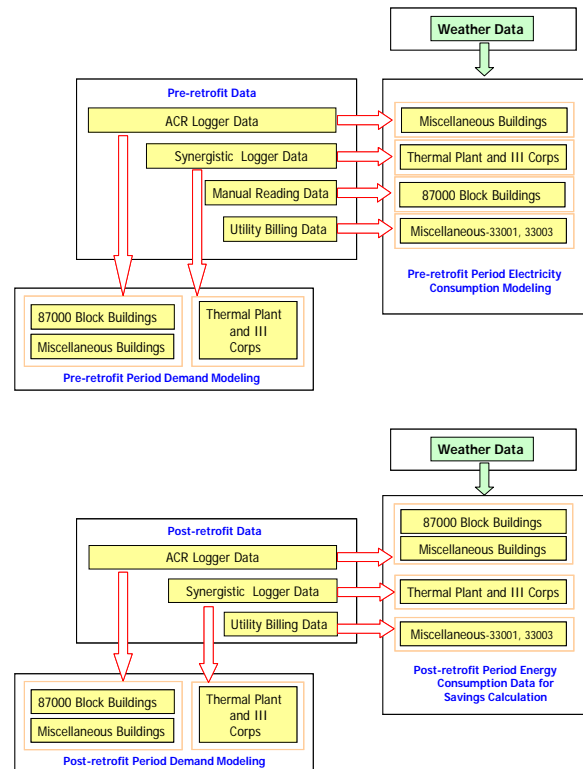 Weather Data
Pre-retrofit Data
ACR Logger Data
Miscellaneous Buildings
Synergistic Logger Data
Thermal Plant and III Corps
Manual Reading Data
87000 Block Buildings
Utility Billing Data
Miscellaneous-33001, 33003
Pre-retrofit Period Electricity
Consumption Modeling
87000 Block Buildings
Miscellaneous Buildings
Thermal Plant
and III
Corps
Pre-retrofit Period Demand Modeling
Weather Data
Post-retrofit Data
87000 Block Buildings
Miscellaneous Buildings
ACR Logger Data
Synergistic Logger Data
Thermal Plant and III Corps
Utility Billing Data
Miscellaneous-33001, 33003
Post-retrofit Period Energy
Consumption Data for
Savings Calculation
87000 Block Buildings
Miscellaneous Buildings
Thermal Plant
and III
Corps
Post-retrofit Period Demand Modeling